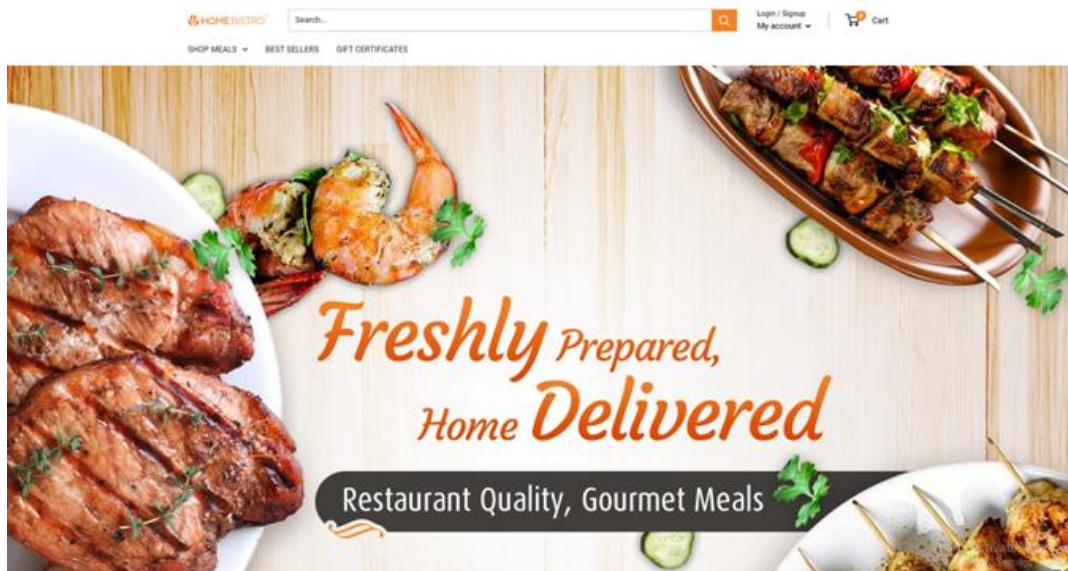 HOME BISTRO
Search...
Login / Signup
My account
0
Cart
SHOP MEALS
BEST SELLERS
GIFT CERTIFICATES
Freshly Prepared,
Home Delivered
Restaurant Quality, Gourmet Meals